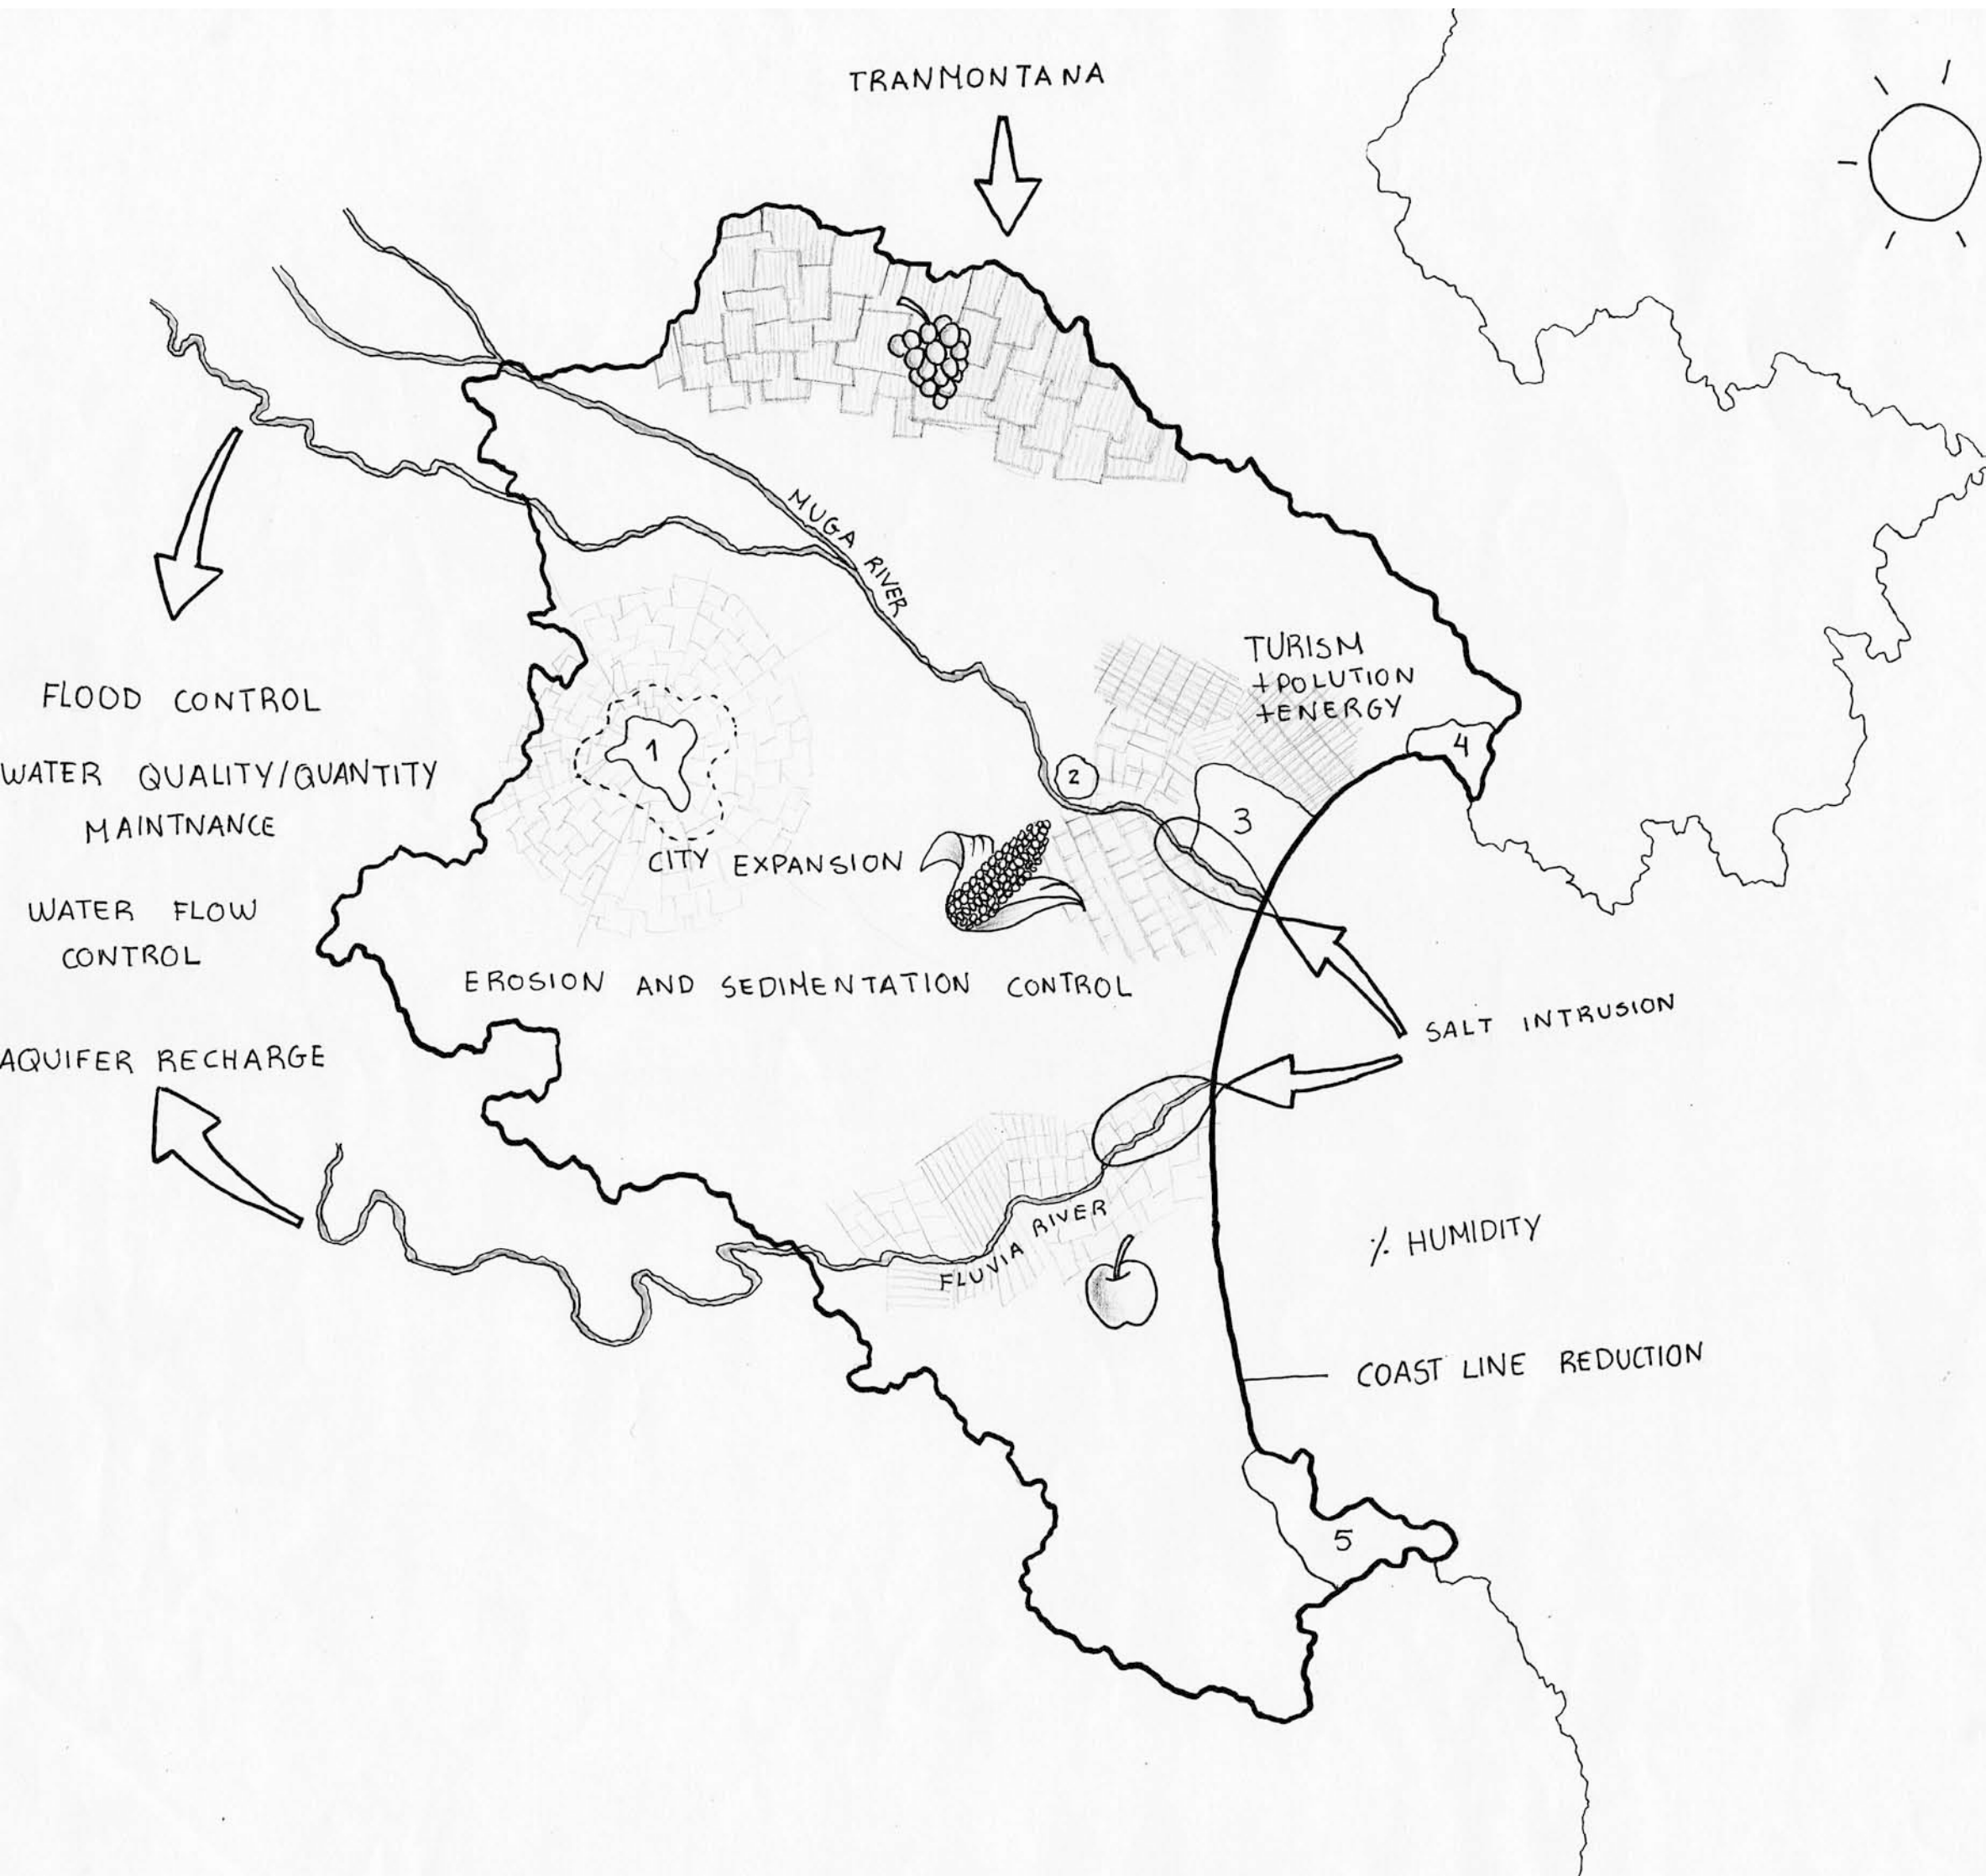 TRANMONTANA
MUGA RIVER
TURISM
+POLUTION
+ENERGY
FLOOD CONTROL
WATER QUALITY/QUANTITY
MAINTNANCE
WATER FLOW
CONTROL
AQUIFER RECHARGE
1
2
3
4
CITY EXPANSION
EROSION AND SEDIMENTATION CONTROL
SALT INTRUSION
FLUVIA RIVER
% HUMIDITY
COAST LINE REDUCTION
5